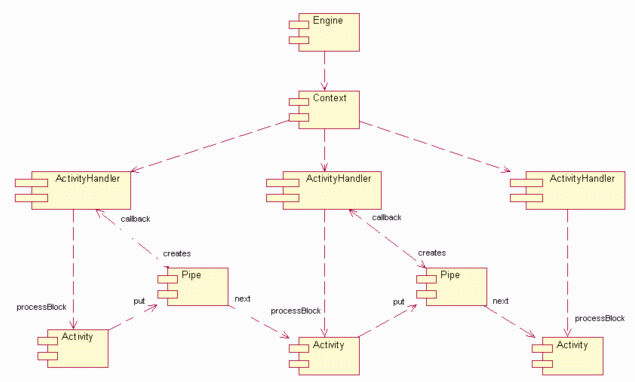 Engine
Context
ActivityHandler
ActivityHandler
ActivityHandler
callback
callback
creates
creates
Pipe
Pipe
processBlock
put
next
processBlock
put
next
processBlock
Activity
Activity
Activity